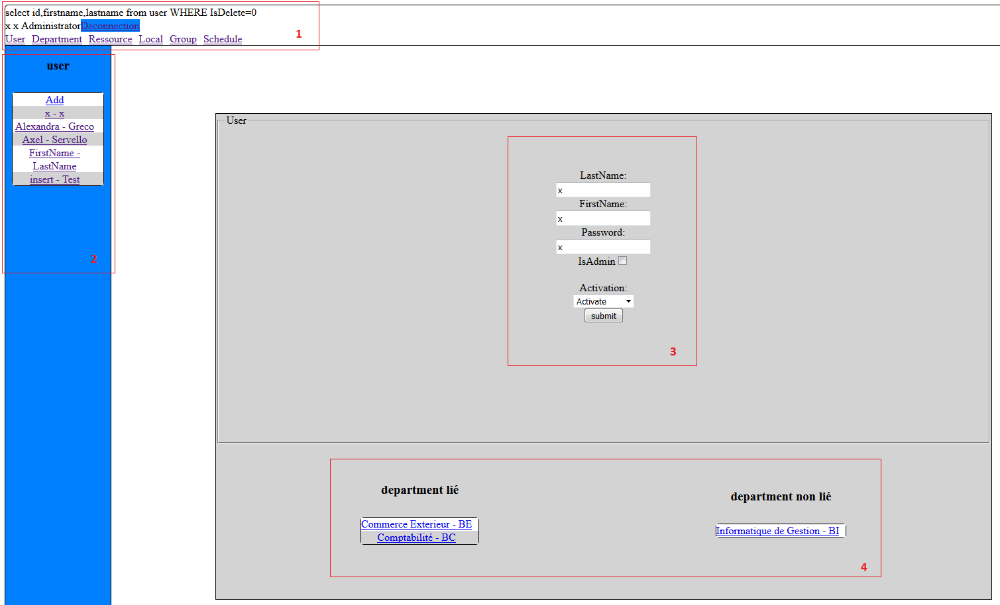 select id,firstname,lastname from user WHERE IsDelete=0
x x AdministratorDeconnection
User Department Ressource Local Group Schedule
1
user
Add
x - x
Alexandra - Greco
Axel - Servello
FirstName -
LastName
insert - Test
2
User
LastName:
x
FirstName:
x
Password:
x
IsAdmin
Activation:
Activate
submit
3
department lié
Commerce Exterieur - BE
Comptabilité - BC
department non lié
Informatique de Gestion - BI
4